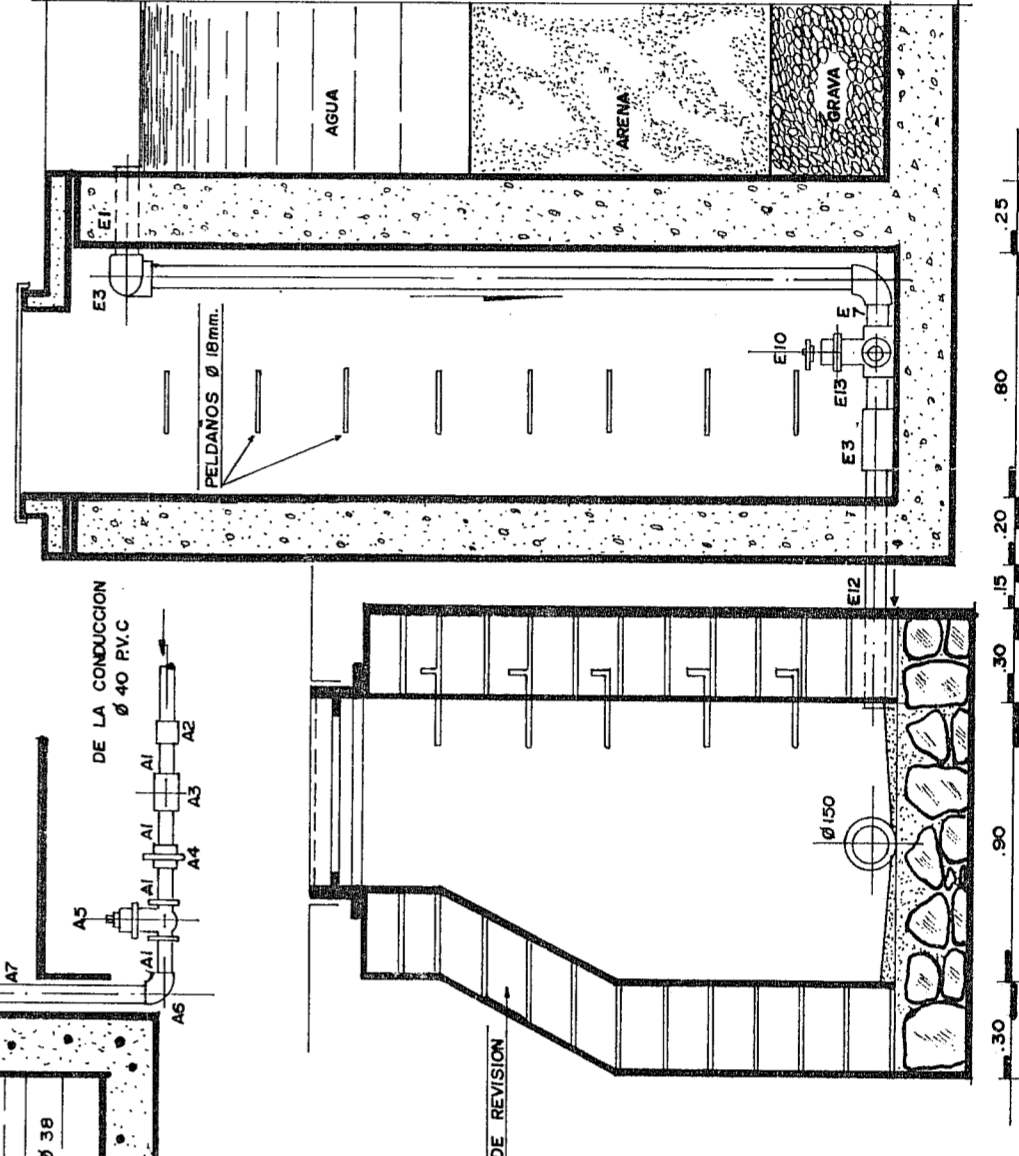 E1
AGUA
ARENA
GRAVA
E3
PELDAÑOS Ø 18mm.
E
7
E10
E13
E3
E12
DE LA CONDUCCION
Ø 40 P.V.C
A1
A2
A3
A1
A1
A4
A1
A5
A1
A6
A7
Ø 150
DE REVISION
38
.30
.90
.30
.15
.20
.80
.25